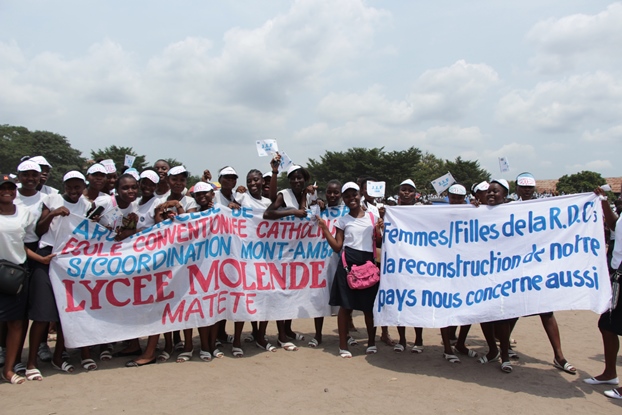 ECOLE CONVENTIONNEE CATHOLI
S/COORDINATION MONT-AMBA
LYCEE MOLENDE
MATETE
Femmes/Filles de la R.D.C
la reconstruction de notre
pays nous concerne aussi